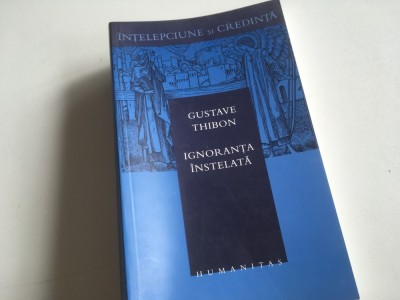 ÎNȚELEPCIUNE ȘI CREDINȚĂ
GUSTAVE
THIBON
IGNORANȚA
ÎNSTELATĂ
HUMANITAS